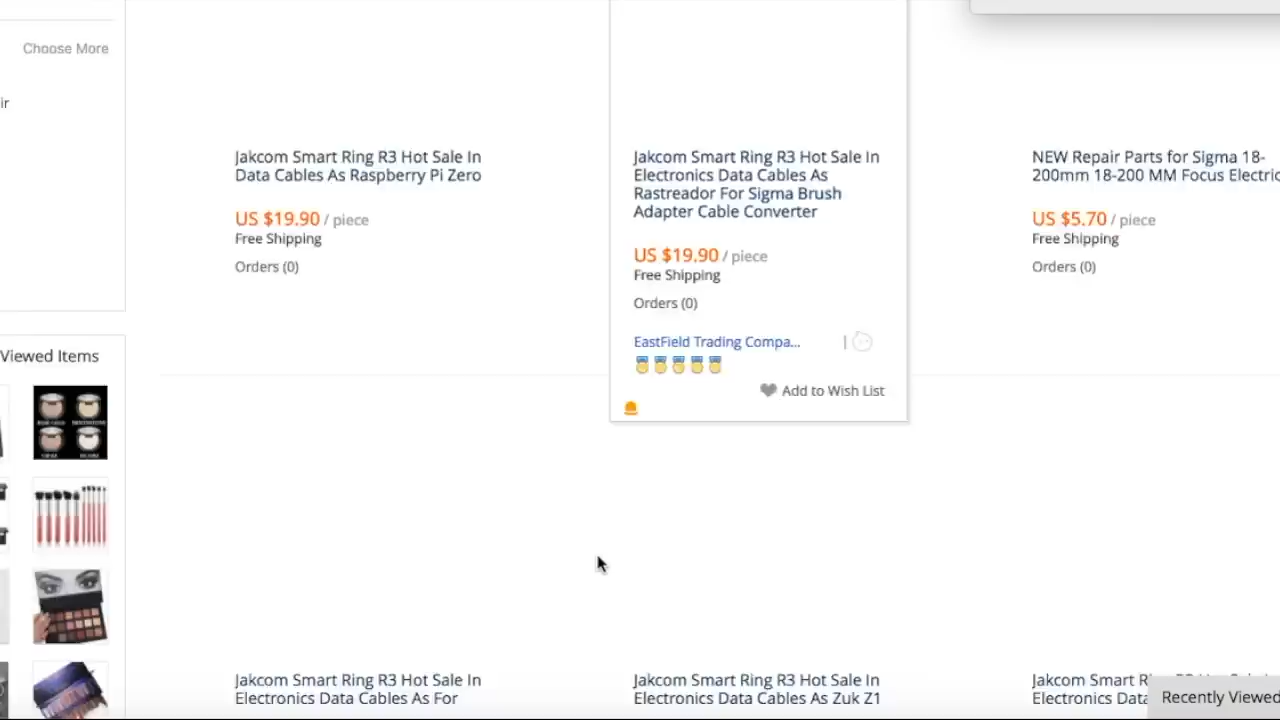 Choose More
ir
Jakcom Smart Ring R3 Hot Sale In
Data Cables As Raspberry Pi Zero
US $19.90 / piece
Free Shipping
Orders (0)
Jakcom Smart Ring R3 Hot Sale In
Electronics Data Cables As
Rastreador For Sigma Brush
Adapter Cable Converter
US $19.90 / piece
Free Shipping
Orders (0)
EastField Trading Compa...
Add to Wish List
NEW Repair Parts for Sigma 18-
200mm 18-200 MM Focus Electric
US $5.70 / piece
Free Shipping
Orders (0)
Viewed Items
Jakcom Smart Ring R3 Hot Sale In
Electronics Data Cables As For
Jakcom Smart Ring R3 Hot Sale In
Electronics Data Cables As Zuk Z1
Jakcom Smart R
Electronics Data
Recently Viewed